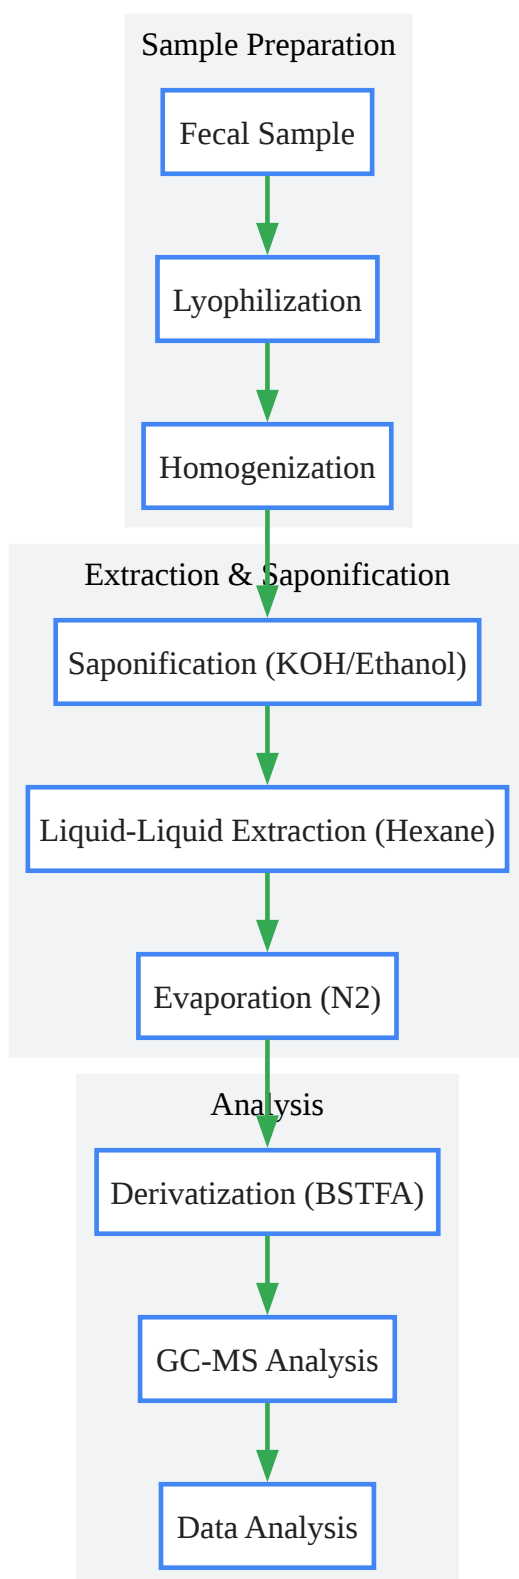 Sample Preparation
Fecal Sample
Lyophilization
Homogenization
Extraction & Saponification
Saponification (KOH/Ethanol)
Liquid-Liquid Extraction (Hexane)
Evaporation (N2)
Analysis
Derivatization (BSTFA)
GC-MS Analysis
Data Analysis